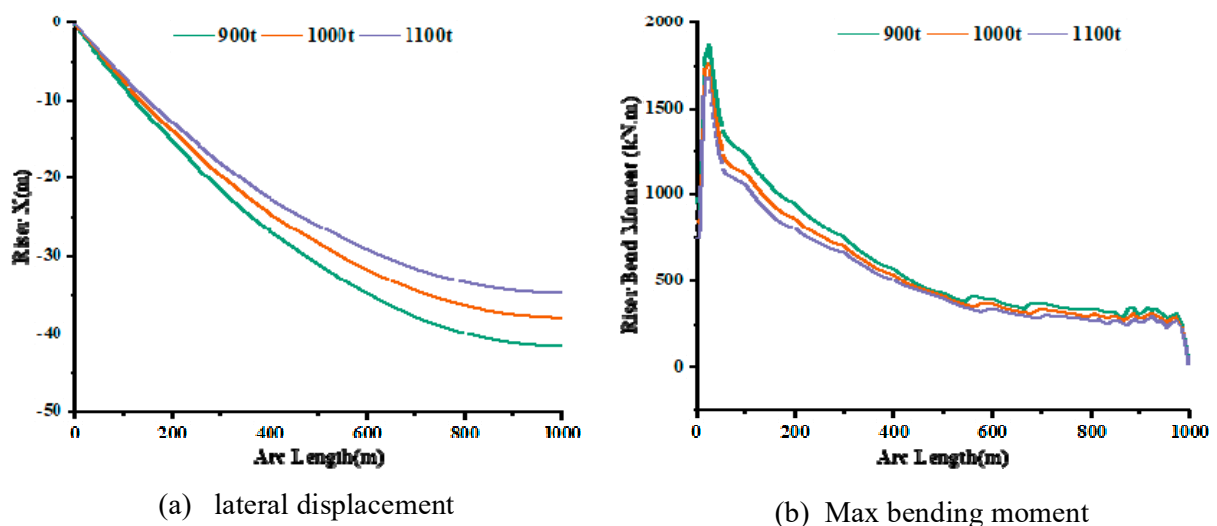 0
-10
-20
-30
-40
-50
Riser X(m)
900t 1000t 1100t
0 200 400 600 800 1000
Arc Length(m)
(a) lateral displacement
2000
1500
1000
500
0
Riser Bend Moment (KN.m)
900t 1000t 1100t
0 200 400 600 800 1000
Arc Length(m)
(b) Max bending moment